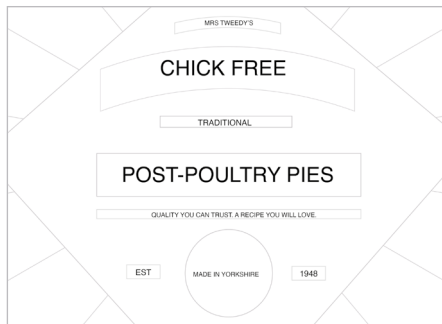 MRS TWEEDY'S
CHICK FREE
TRADITIONAL
POST-POULTRY PIES
QUALITY YOU CAN TRUST. A RECIPE YOU WILL LOVE.
EST
MADE IN YORKSHIRE
1948